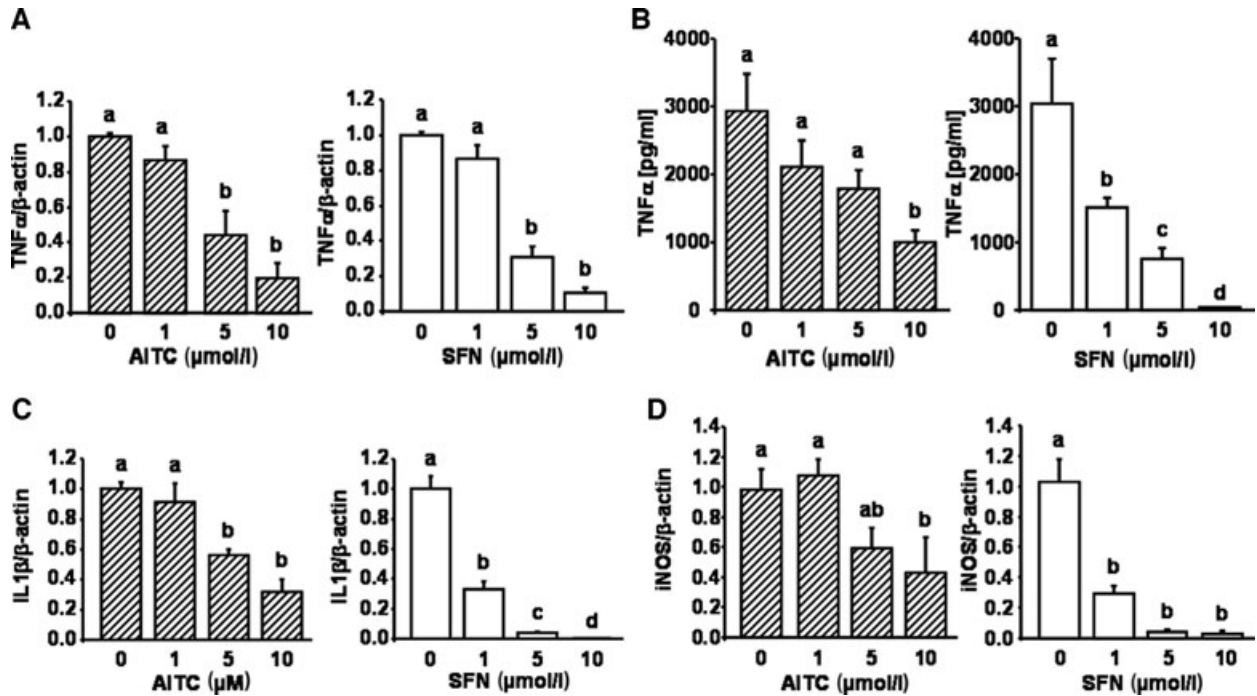 A
TNFα/β-actin
1.2
1.0
0.8
0.6
0.4
0.2
0.0
a
a
b
b
0 1 5 10
AITC (µmol/l)
TNFα/β-actin
1.2
1.0
0.8
0.6
0.4
0.2
0.0
a
a
b
b
0 1 5 10
SFN (µmol/l)
B
TNFα [pg/ml]
4000
3000
2000
1000
0
a
a
a
b
0 1 5 10
AITC (µmol/l)
TNFα [pg/ml]
4000
3000
2000
1000
0
a
b
c
d
0 1 5 10
SFN (µmol/l)
C
IL1β/β-actin
1.2
1.0
0.8
0.6
0.4
0.2
0.0
a
a
b
b
0 1 5 10
AITC (µM)
IL1β/β-actin
1.2
1.0
0.8
0.6
0.4
0.2
0.0
a
b
c
d
0 1 5 10
SFN (µmol/l)
D
iNOS/β-actin
1.4
1.2
1.0
0.8
0.6
0.4
0.2
0.0
a
a
ab
b
0 1 5 10
AITC (µmol/l)
iNOS/β-actin
1.4
1.2
1.0
0.8
0.6
0.4
0.2
0.0
a
b
b
b
0 1 5 10
SFN (µmol/l)